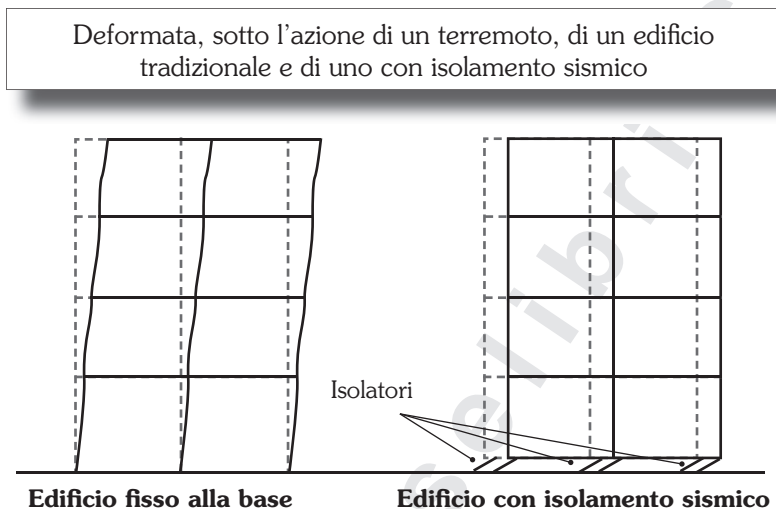 Deformata, sotto l'azione di un terremoto, di un edificio
tradizionale e di uno con isolamento sismico
Isolatori
Edificio fisso alla base
Edificio con isolamento sismico
selibri